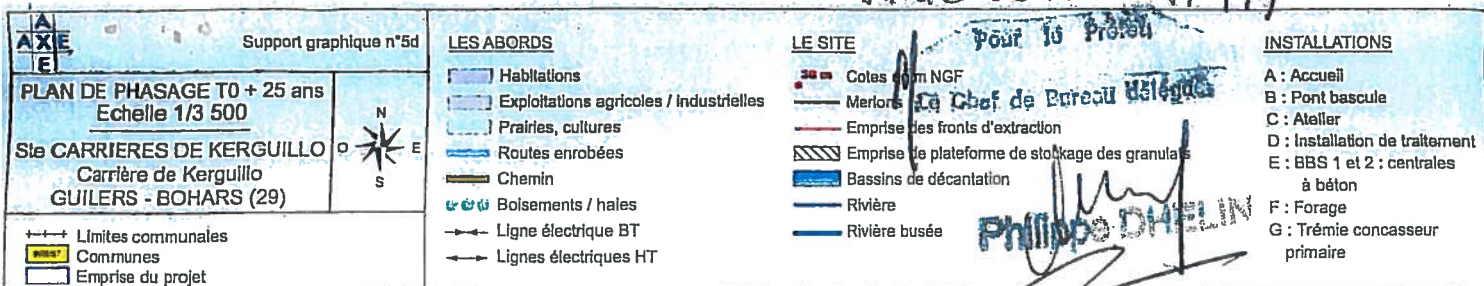 A
AXE
E
Support graphique n°5d
PLAN DE PHASAGE T0 + 25 ans
Echelle 1/3 500
Ste CARRIERES DE KERGUILLO
Carrière de Kerguillo
GUILERS - BOHARS (29)
N
O E
S
Limites communales
Communes
Emprise du projet
LES ABORDS
Habitations
Exploitations agricoles / Industrielles
Prairies, cultures
Routes enrobées
Chemin
Boisements / haies
Ligne électrique BT
Lignes électriques HT
LE SITE
Cotes en m NGF
Merlons
Emprise des fronts d'extraction
Emprise de plateforme de stockage des granulats
Bassins de décantation
Rivière
Rivière busée
Pour le Préfet
Le Chef de Bureau délégué
Philippe DHELIN
INSTALLATIONS
A : Accueil
B : Pont bascule
C : Atelier
D : Installation de traitement
E : BBS 1 et 2 : centrales
à béton
F : Forage
G : Trémie concasseur
primaire